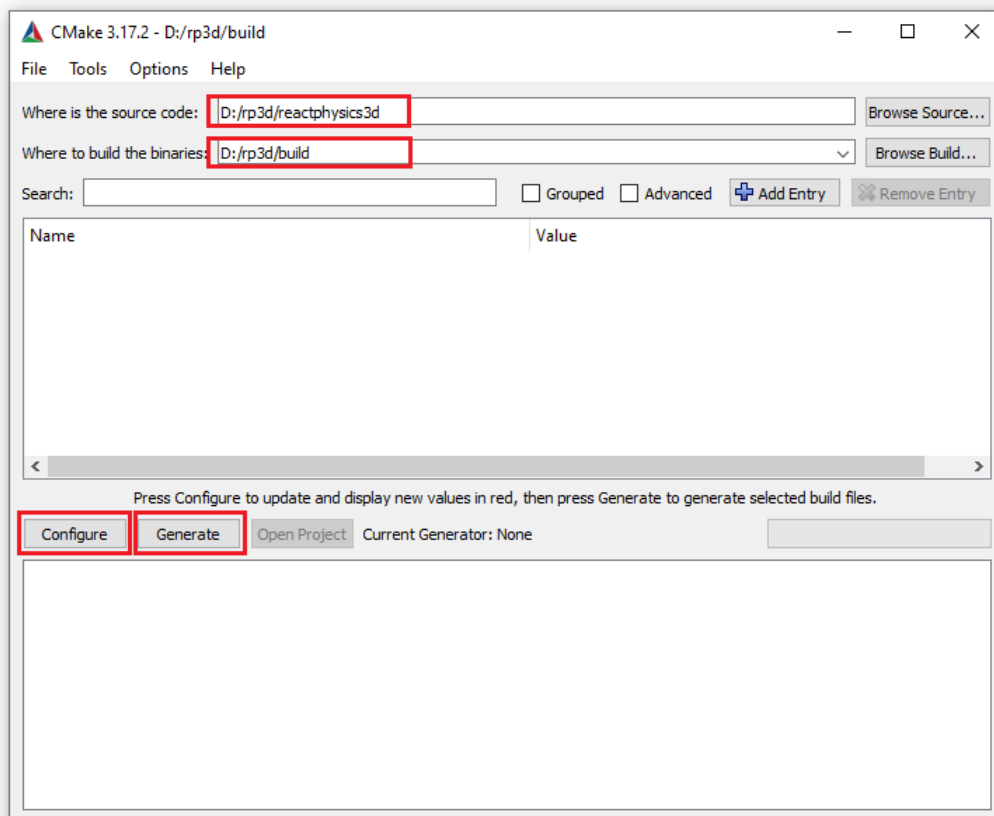 CMake 3.17.2 - D:/rp3d/build
File Tools Options Help
Where is the source code: D:/rp3d/reactphysics3d Browse Source...
Where to build the binaries: D:/rp3d/build Browse Build...
Search: Grouped Advanced Add Entry Remove Entry
Name Value
Press Configure to update and display new values in red, then press Generate to generate selected build files.
Configure Generate Open Project Current Generator: None